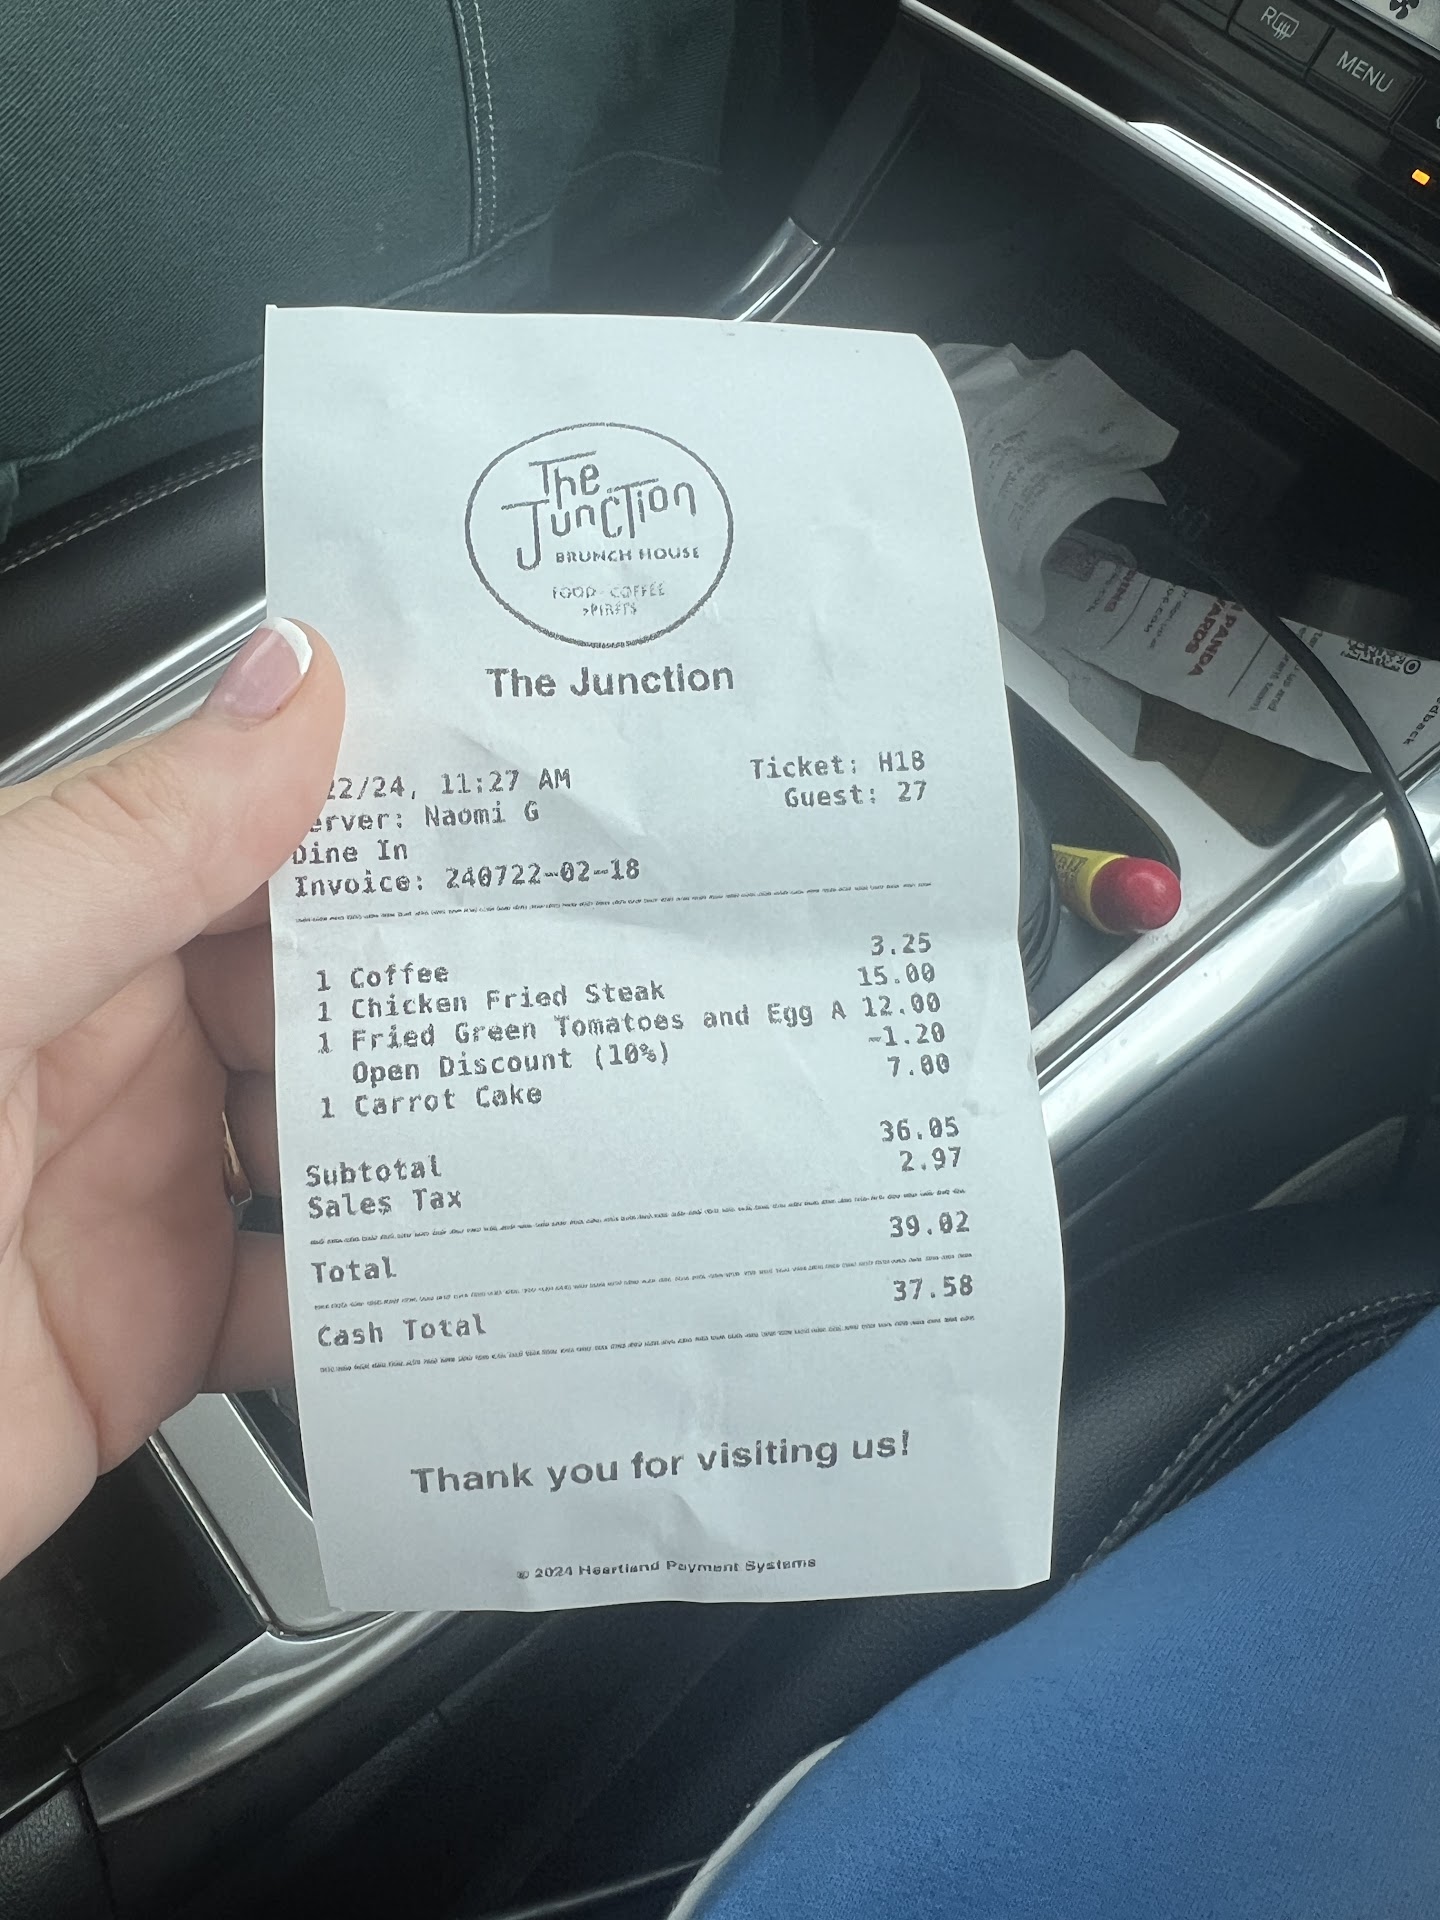 The
Junction
BRUNCH HOUSE
FOOD · COFFEE
SPIRITS
The Junction
22/24, 11:27 AM Ticket: H18
erver: Naomi G Guest: 27
Dine In
Invoice: 240722-02-18
1 Coffee 3.25
1 Chicken Fried Steak 15.00
1 Fried Green Tomatoes and Egg A 12.00
Open Discount (10%) -1.20
1 Carrot Cake 7.00
Subtotal 36.05
Sales Tax 2.97
Total 39.02
Cash Total 37.58
Thank you for visiting us!
© 2024 Heartland Payment Systems
R
MENU
PANDA